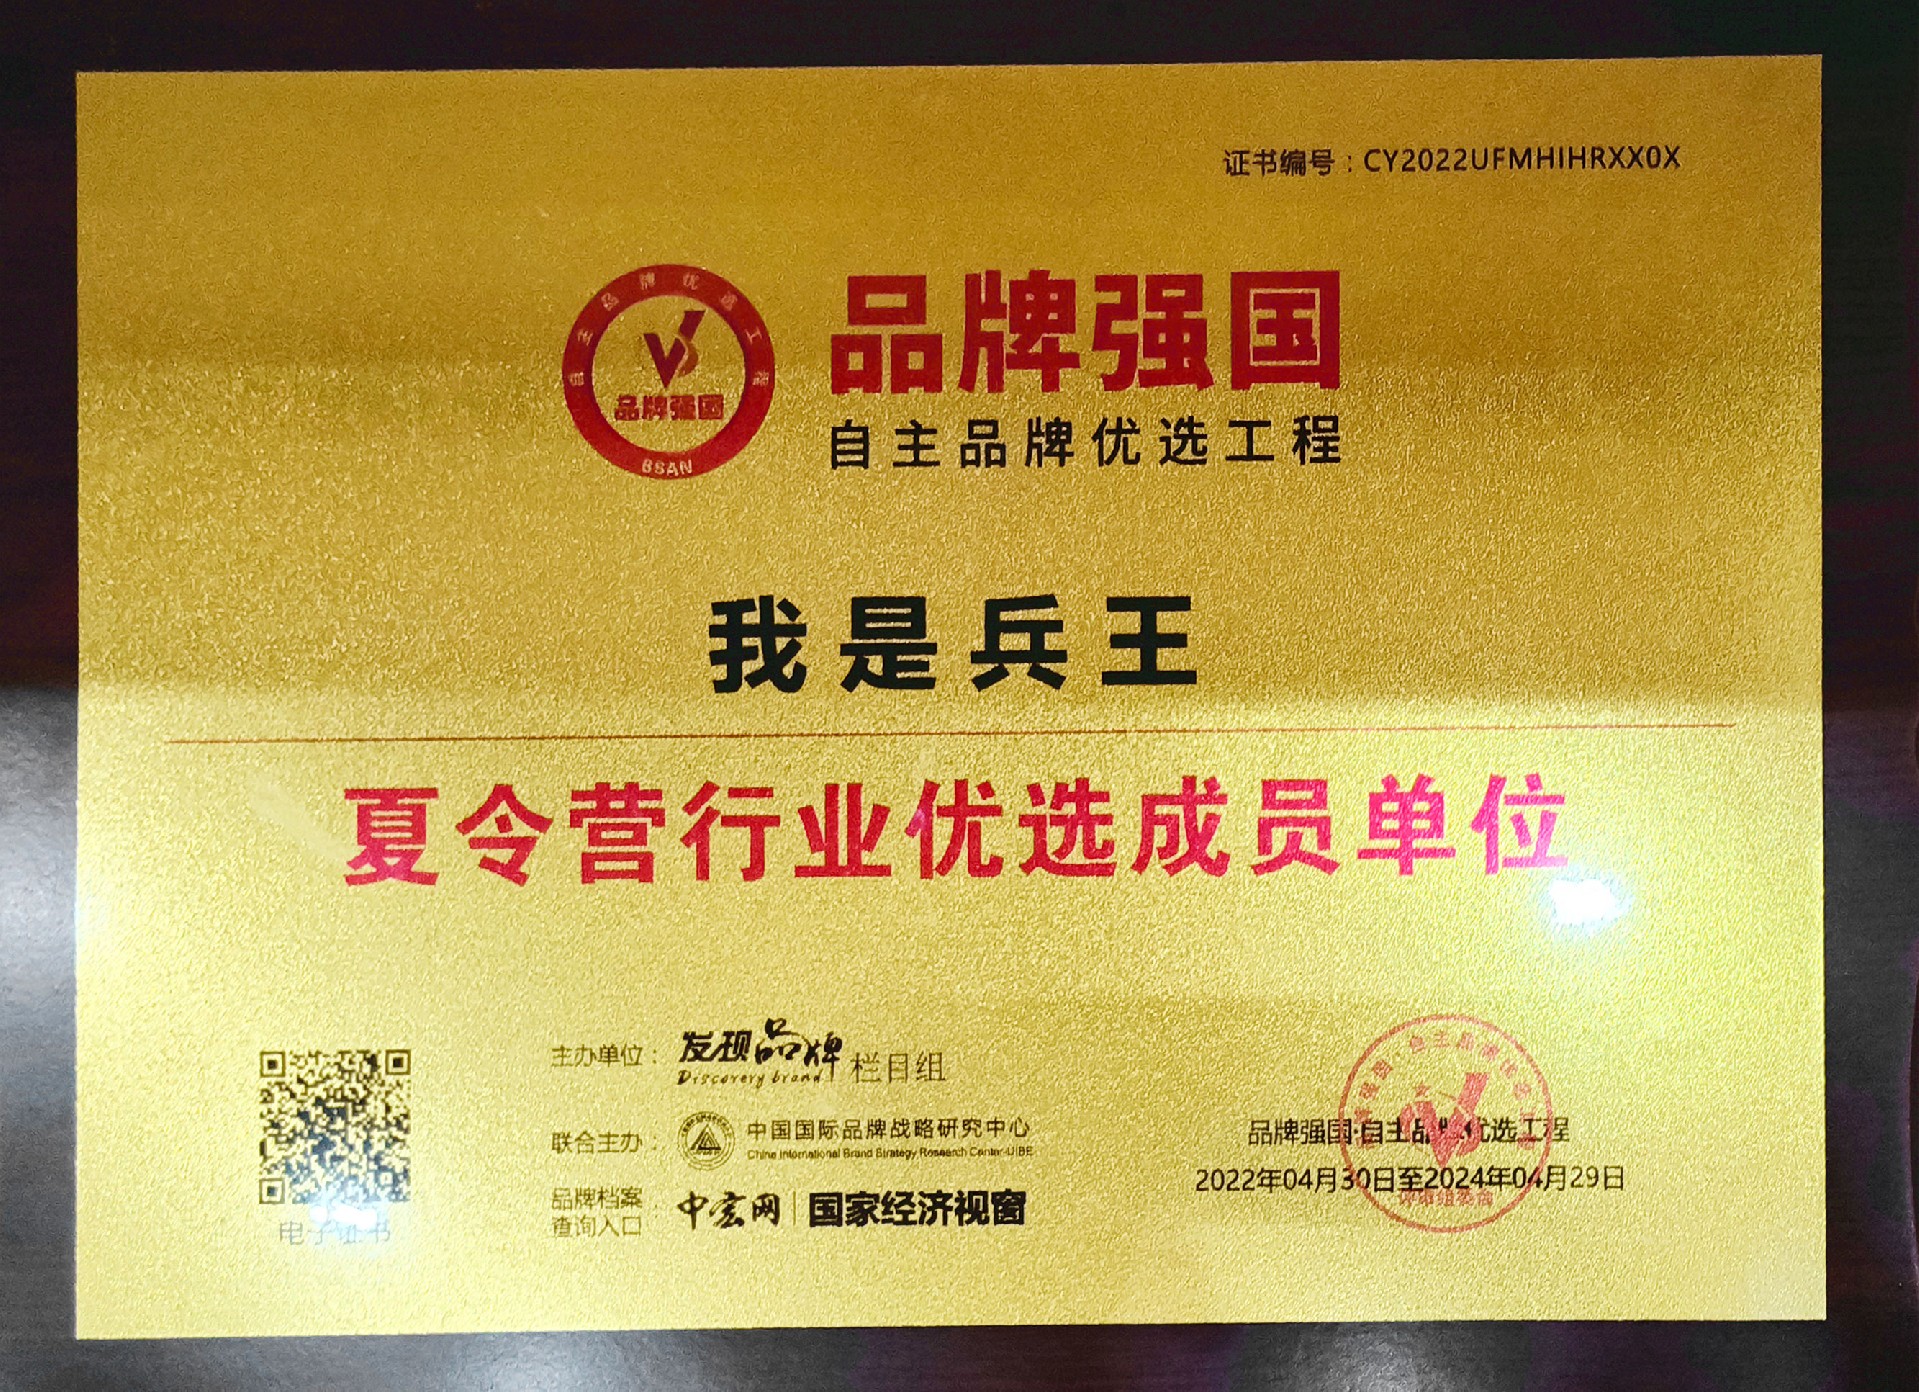 证书编号：CY2022UFMHIHRXX0X
自主品牌优选工程
品牌强国
BSAN
品牌强国
自主品牌优选工程
我是兵王
夏令营行业优选成员单位
电子证书
主办单位：发现品牌 栏目组
Discovery brand
联合主办：中国国际品牌战略研究中心
China International Brand Strategy Research Center-UIBE
品牌档案
查询入口：中宏网｜国家经济视窗
品牌强国·自主品牌优选工程
2022年04月30日至2024年04月29日